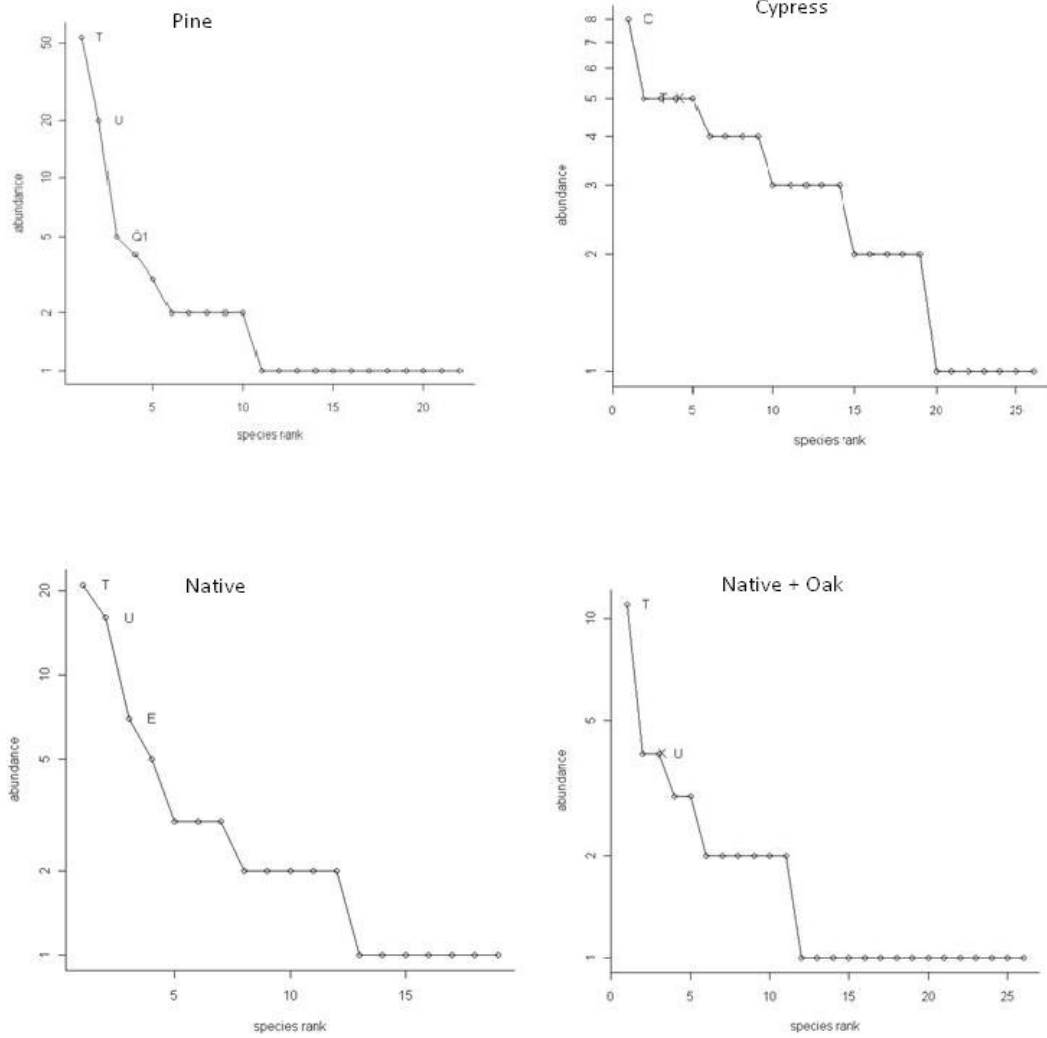 Pine
50
20
10
5
2
1
abundance
T
U
Q1
5
10
15
20
species rank
Cypress
8
7
6
5
4
3
2
1
abundance
C
T X
0
5
10
15
20
25
species rank
Native
20
10
5
2
1
abundance
T
U
E
5
10
15
species rank
Native + Oak
10
5
2
1
abundance
T
X U
0
5
10
15
20
25
species rank